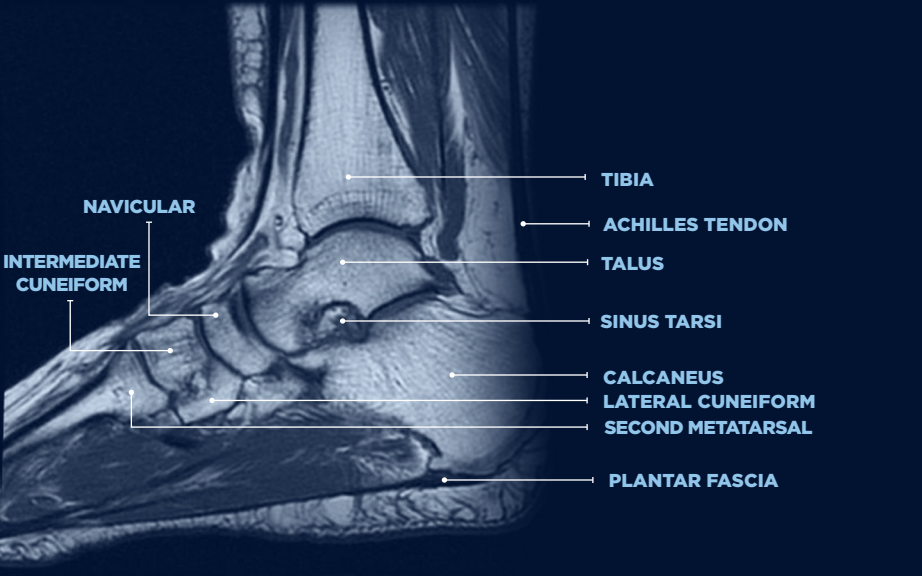 TIBIA
NAVICULAR
ACHILLES TENDON
INTERMEDIATE
CUNEIFORM
TALUS
SINUS TARSI
CALCANEUS
LATERAL CUNEIFORM
SECOND METATARSAL
PLANTAR FASCIA